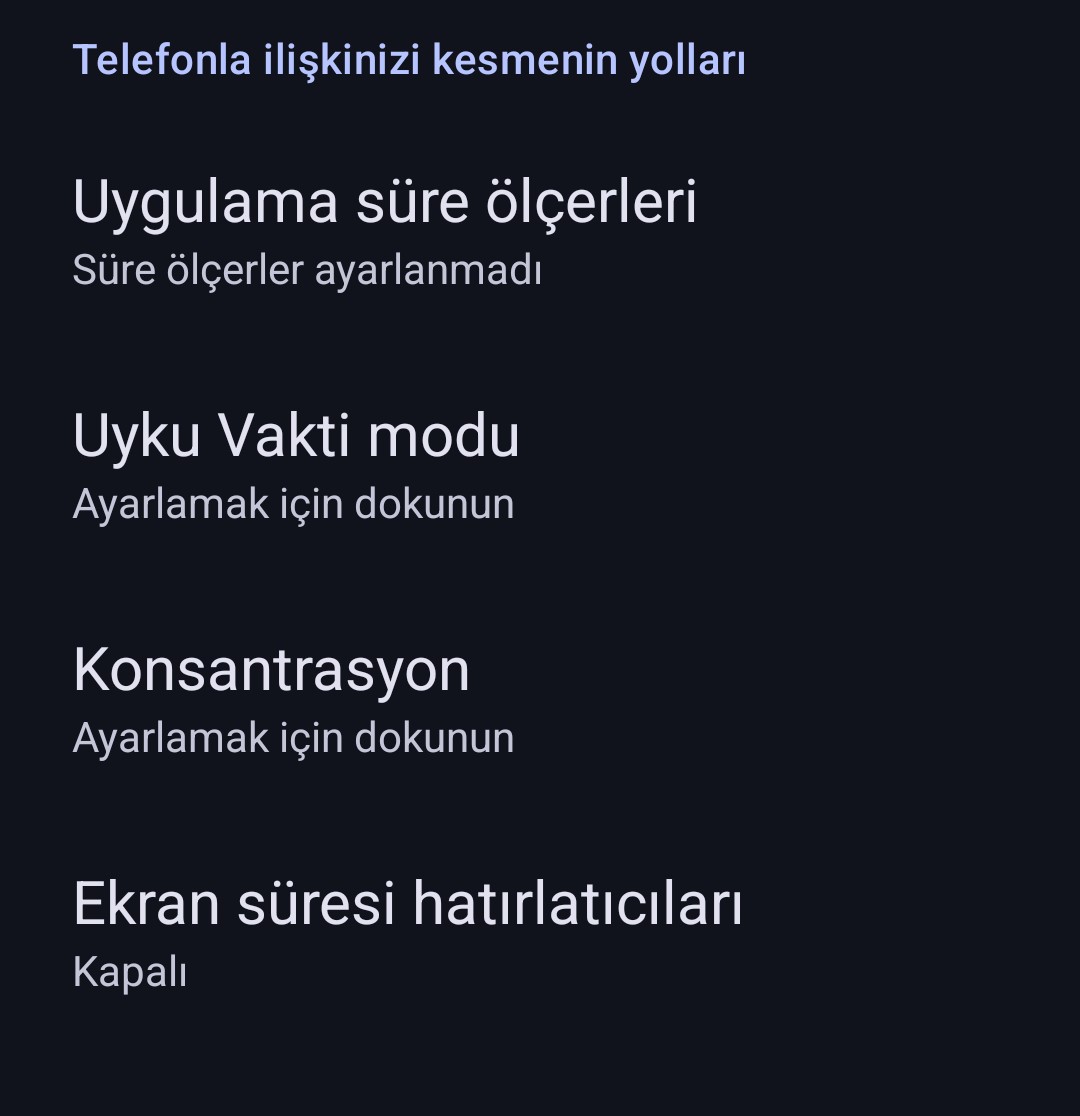 Telefonla ilişkinizi kesmenin yolları
Uygulama süre ölçerleri
Süre ölçerler ayarlanmadı
Uyku Vakti modu
Ayarlamak için dokunun
Konsantrasyon
Ayarlamak için dokunun
Ekran süresi hatırlatıcıları
Kapalı